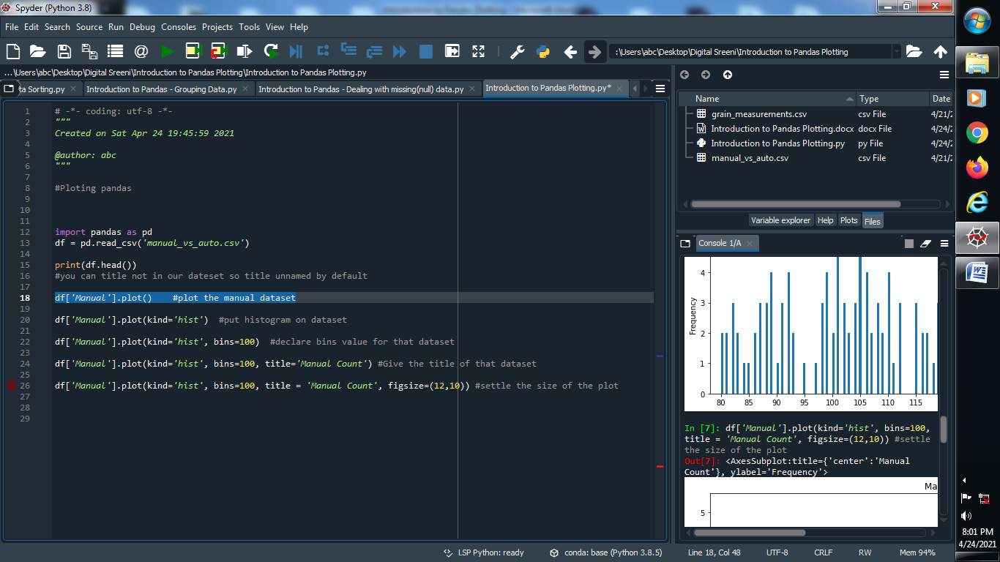 Spyder (Python 3.8)
File Edit Search Source Run Debug Consoles Projects Tools View Help
:\Users\abc\Desktop\Digital Sreeni\Introduction to Pandas Plotting
...\Users\abc\Desktop\Digital Sreeni\Introduction to Pandas Plotting\Introduction to Pandas Plotting.py
ta Sorting.py Introduction to Pandas - Grouping Data.py Introduction to Pandas - Dealing with missing(null) data.py Introduction to Pandas Plotting.py*
1 # -*- coding: utf-8 -*-
2 """
3 Created on Sat Apr 24 19:45:59 2021
4
5 @author: abc
6 """
7
8 #Ploting pandas
9
10
11
12 import pandas as pd
13 df = pd.read_csv('manual_vs_auto.csv')
14
15 print(df.head())
16 #you can title not in our dateset so title unnamed by default
17
18 df['Manual'].plot() #plot the manual dataset
19
20 df['Manual'].plot(kind='hist') #put histogram on dataset
21
22 df['Manual'].plot(kind='hist', bins=100) #declare bins value for that dataset
23
24 df['Manual'].plot(kind='hist', bins=100, title='Manual Count') #Give the title of that dataset
25
26 df['Manual'].plot(kind='hist', bins=100, title = 'Manual Count', figsize=(12,10)) #settle the size of the plot
27
28
29
Name Type Date
grain_measurements.csv csv File 4/21/2
Introduction to Pandas Plotting.docx docx File 4/24/2
Introduction to Pandas Plotting.py py File 4/24/2
manual_vs_auto.csv csv File 4/21/2
Variable explorer Help Plots Files
Console 1/A
Frequency
4
3
2
1
0
80 85 90 95 100 105 110 115
In [7]: df['Manual'].plot(kind='hist', bins=100,
title = 'Manual Count', figsize=(12,10)) #settle
the size of the plot
Out[7]: <AxesSubplot:title={'center':'Manual
Count'}, ylabel='Frequency'>
Ma
5
LSP Python: ready conda: base (Python 3.8.5) Line 18, Col 48 UTF-8 CRLF RW Mem 94%
8:01 PM
4/24/2021